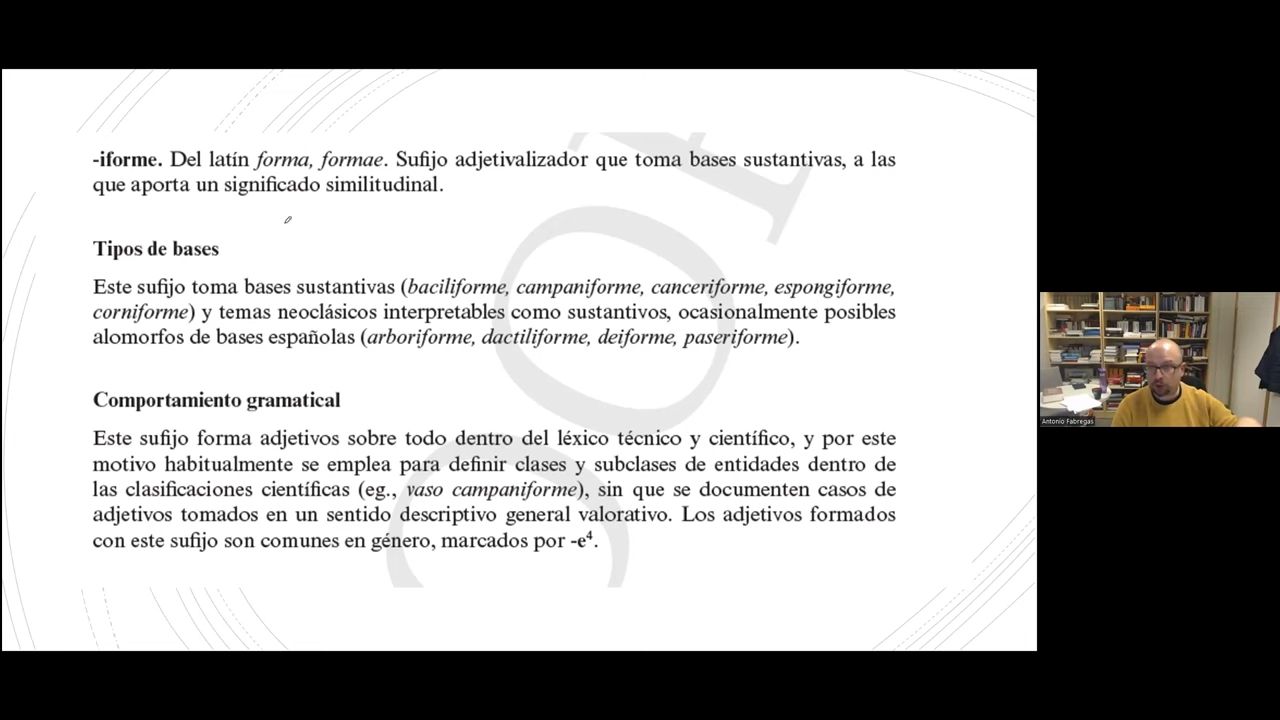 -iforme. Del latín forma, formae. Sufijo adjetivalizador que toma bases sustantivas, a las
que aporta un significado similitudinal.
Tipos de bases
Este sufijo toma bases sustantivas (baciliforme, campaniforme, canceriforme, espongiforme,
corniforme) y temas neoclásicos interpretables como sustantivos, ocasionalmente posibles
alomorfos de bases españolas (arboriforme, dactiliforme, deiforme, paseriforme).
Comportamiento gramatical
Este sufijo forma adjetivos sobre todo dentro del léxico técnico y científico, y por este
motivo habitualmente se emplea para definir clases y subclases de entidades dentro de
las clasificaciones científicas (eg., vaso campaniforme), sin que se documenten casos de
adjetivos tomados en un sentido descriptivo general valorativo. Los adjetivos formados
con este sufijo son comunes en género, marcados por -e⁴.
Antonio Fabregas